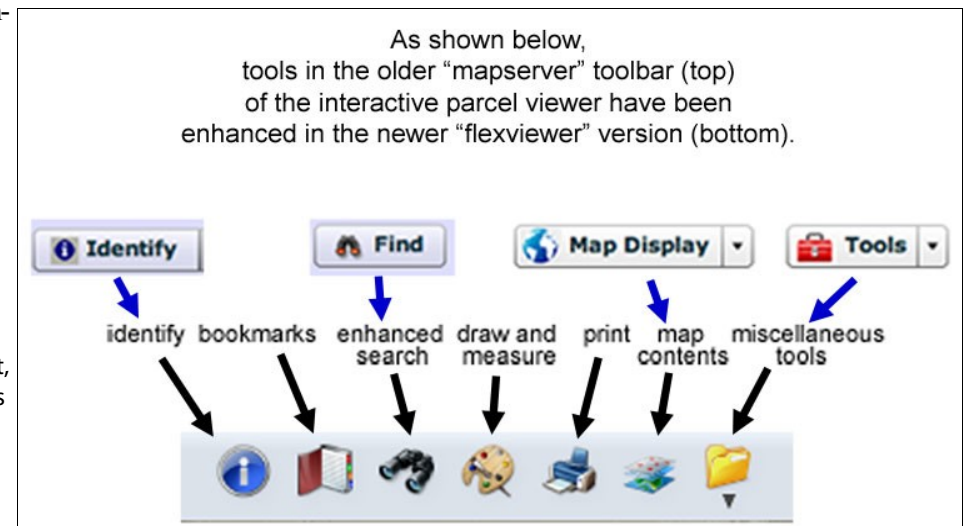 As shown below,
tools in the older “mapserver” toolbar (top)
of the interactive parcel viewer have been
enhanced in the newer “flexviewer” version (bottom).
Identify
Find
Map Display
Tools
identify
bookmarks
enhanced
search
draw and
measure
print
map
contents
miscellaneous
tools